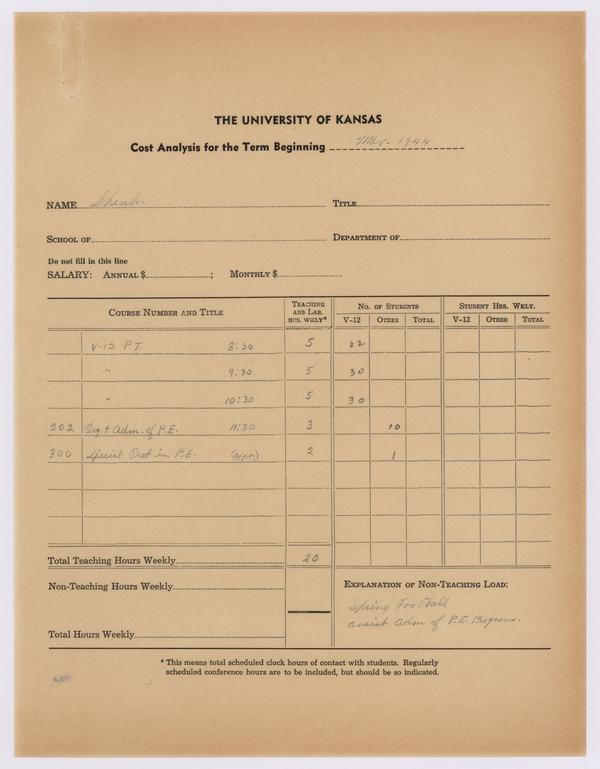 THE UNIVERSITY OF KANSAS
Cost Analysis for the Term Beginning Mar. 1944
NAME Shenk. TITLE
SCHOOL OF DEPARTMENT OF
Do not fill in this line
SALARY: ANNUAL $ ; MONTHLY $
COURSE NUMBER AND TITLE TEACHING AND LAB. HRS. WKLY* NO. OF STUDENTS STUDENT HRS. WKLY.
V-12 OTHER TOTAL V-12 OTHER TOTAL
V-12 P.T. 8:30 5 22
" 9:30 5 30
" 10:30 5 30
202 Org. + Adm. of P.E. 11:30 3 10
300 Special Prob in P.E. (appt.) 2 1
Total Teaching Hours Weekly 20
Non-Teaching Hours Weekly EXPLANATION OF NON-TEACHING LOAD:
Spring Football
assist Adm of P.E. Program.
Total Hours Weekly
* This means total scheduled clock hours of contact with students. Regularly
scheduled conference hours are to be included, but should be so indicated.